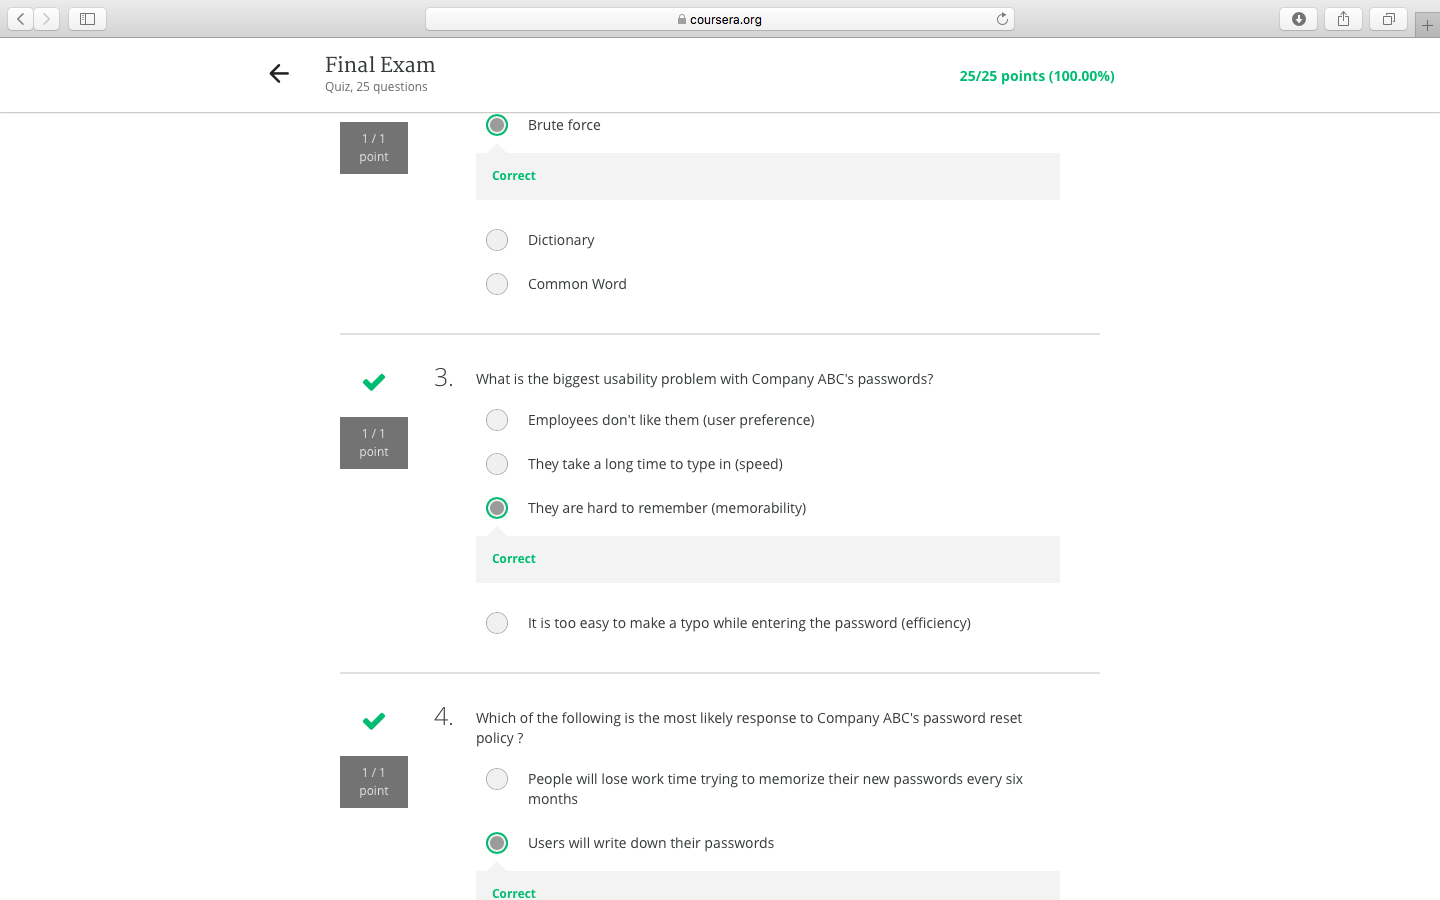 coursera.org
Final Exam
Quiz, 25 questions
25/25 points (100.00%)
1 / 1
point
Brute force
Correct
Dictionary
Common Word
3.
What is the biggest usability problem with Company ABC's passwords?
1 / 1
point
Employees don't like them (user preference)
They take a long time to type in (speed)
They are hard to remember (memorability)
Correct
It is too easy to make a typo while entering the password (efficiency)
4.
Which of the following is the most likely response to Company ABC's password reset
policy ?
1 / 1
point
People will lose work time trying to memorize their new passwords every six
months
Users will write down their passwords
Correct